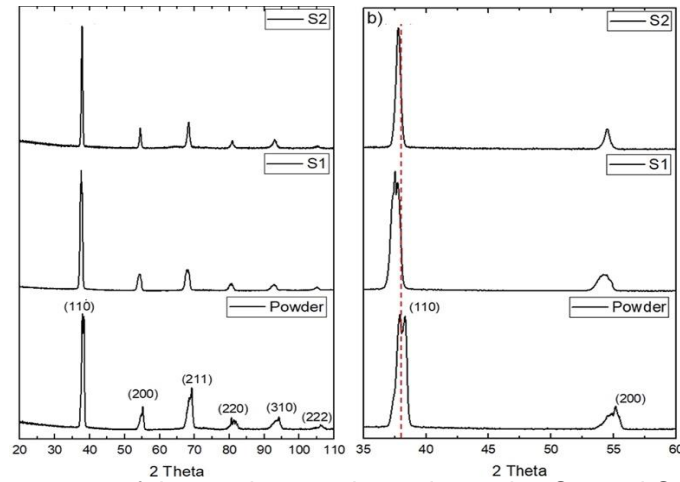 S2
S1
(110)
Powder
(200)
(211)
(220)
(310)
(222)
20 30 40 50 60 70 80 90 100 110
2 Theta
b)
S2
S1
Powder
(110)
(200)
35 40 45 50 55 60
2 Theta